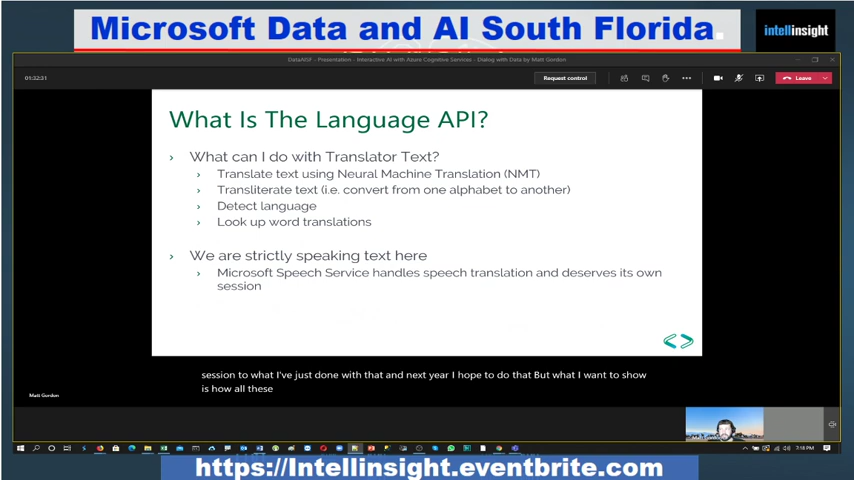 Microsoft Data and AI South Florida.
intellinsight
DataAISF - Presentation - Interactive AI with Azure Cognitive Services - Dialog with Data by Matt Gordon
01:32:31
Request control
Leave
What Is The Language API?
› What can I do with Translator Text?
› Translate text using Neural Machine Translation (NMT)
› Transliterate text (i.e. convert from one alphabet to another)
› Detect language
› Look up word translations
› We are strictly speaking text here
› Microsoft Speech Service handles speech translation and deserves its own
session
session to what I've just done with that and next year I hope to do that But what I want to show
is how all these
Matt Gordon
7:18 PM
https://Intellinsight.eventbrite.com